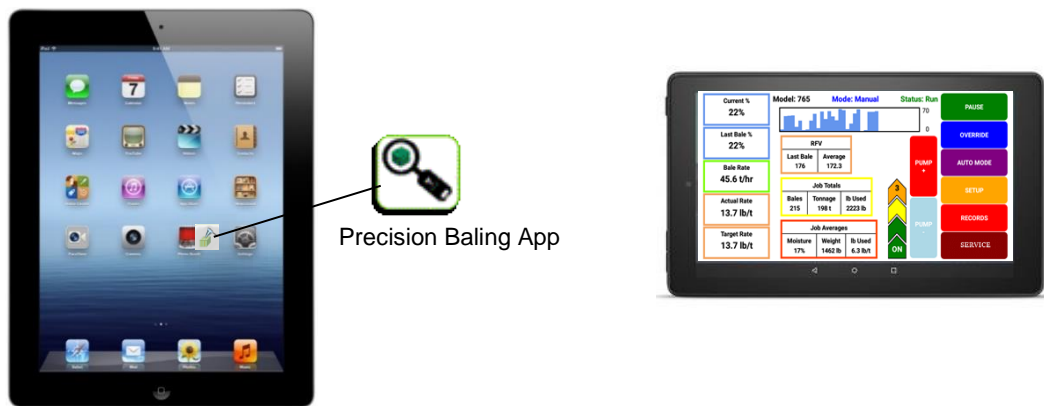 7
Precision Baling App
Current %
22%
Last Bale %
22%
Bale Rate
45.6 t/hr
Actual Rate
13.7 lb/t
Target Rate
13.7 lb/t
Model: 765 Mode: Manual Status: Run
70
0
RFV
Last Bale Average
176 172.3
Job Totals
Bales Tonnage lb Used
215 198 t 2223 lb
Job Averages
Moisture Weight lb Used
17% 1462 lb 6.3 lb/t
3
ON
PUMP
+
PUMP
-
PAUSE
OVERRIDE
AUTO MODE
SETUP
RECORDS
SERVICE